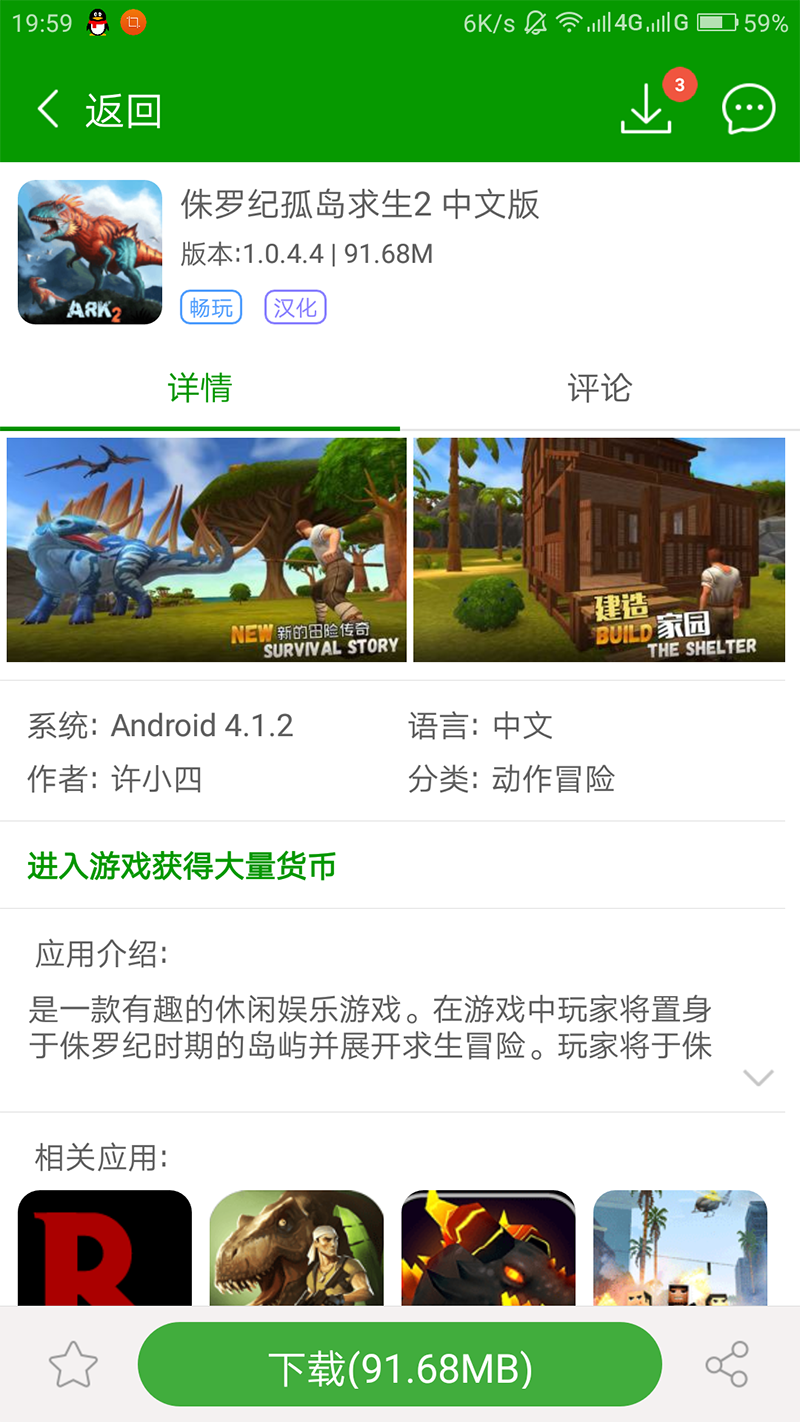 19:59 6K/s 4G G 59%
返回 3
侏罗纪孤岛求生2 中文版
版本:1.0.4.4 | 91.68M
畅玩 汉化
ARK2
详情 评论
NEW 新的冒险传奇
SURVIVAL STORY
建造
BUILD 家园
THE SHELTER
系统: Android 4.1.2 语言: 中文
作者: 许小四 分类: 动作冒险
进入游戏获得大量货币
应用介绍:
是一款有趣的休闲娱乐游戏。在游戏中玩家将置身
于侏罗纪时期的岛屿并展开求生冒险。玩家将于侏
相关应用:
R
下载(91.68MB)